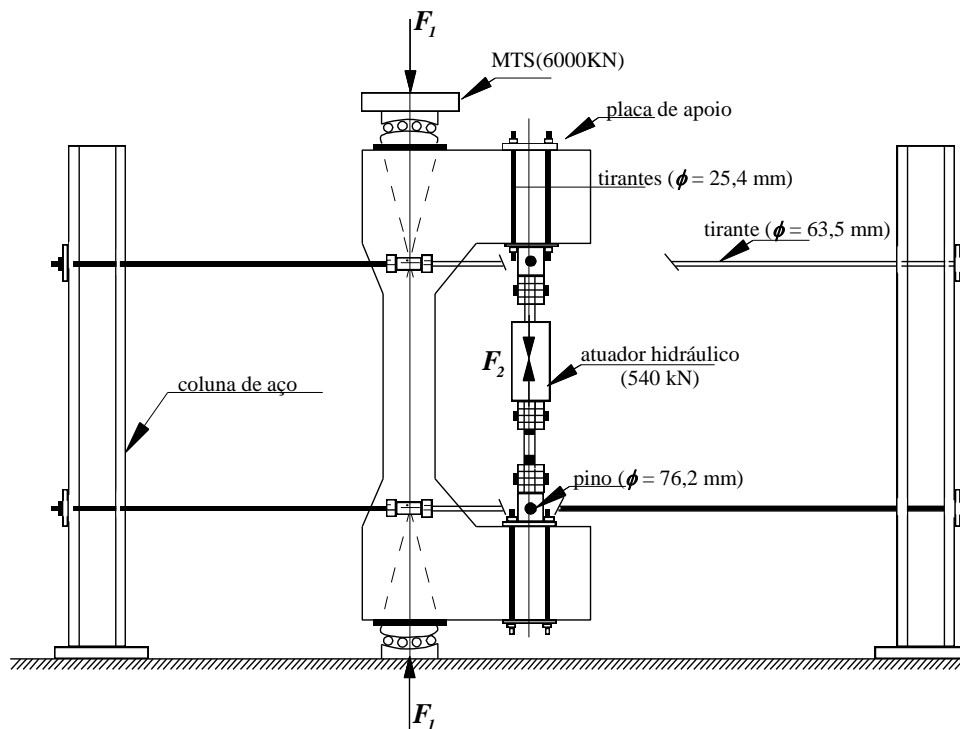 F1
MTS(6000KN)
placa de apoio
tirantes (ϕ = 25,4 mm)
tirante (ϕ = 63,5 mm)
F2
atuador hidráulico
(540 kN)
coluna de aço
pino (ϕ = 76,2 mm)
F1